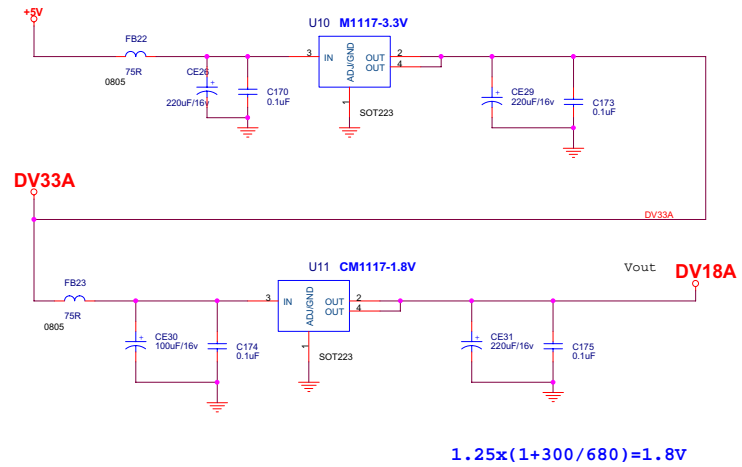 +5V
U10 M1117-3.3V
FB22
75R
0805
CE26
220uF/16v
C170
0.1uF
3 IN
OUT 2
OUT 4
ADJ/GND
1
SOT223
CE29
220uF/16v
C173
0.1uF
DV33A
DV33A
U11 CM1117-1.8V
Vout DV18A
FB23
75R
0805
CE30
100uF/16v
C174
0.1uF
3 IN
OUT 2
OUT 4
ADJ/GND
1
SOT223
CE31
220uF/16v
C175
0.1uF
1.25x(1+300/680)=1.8V